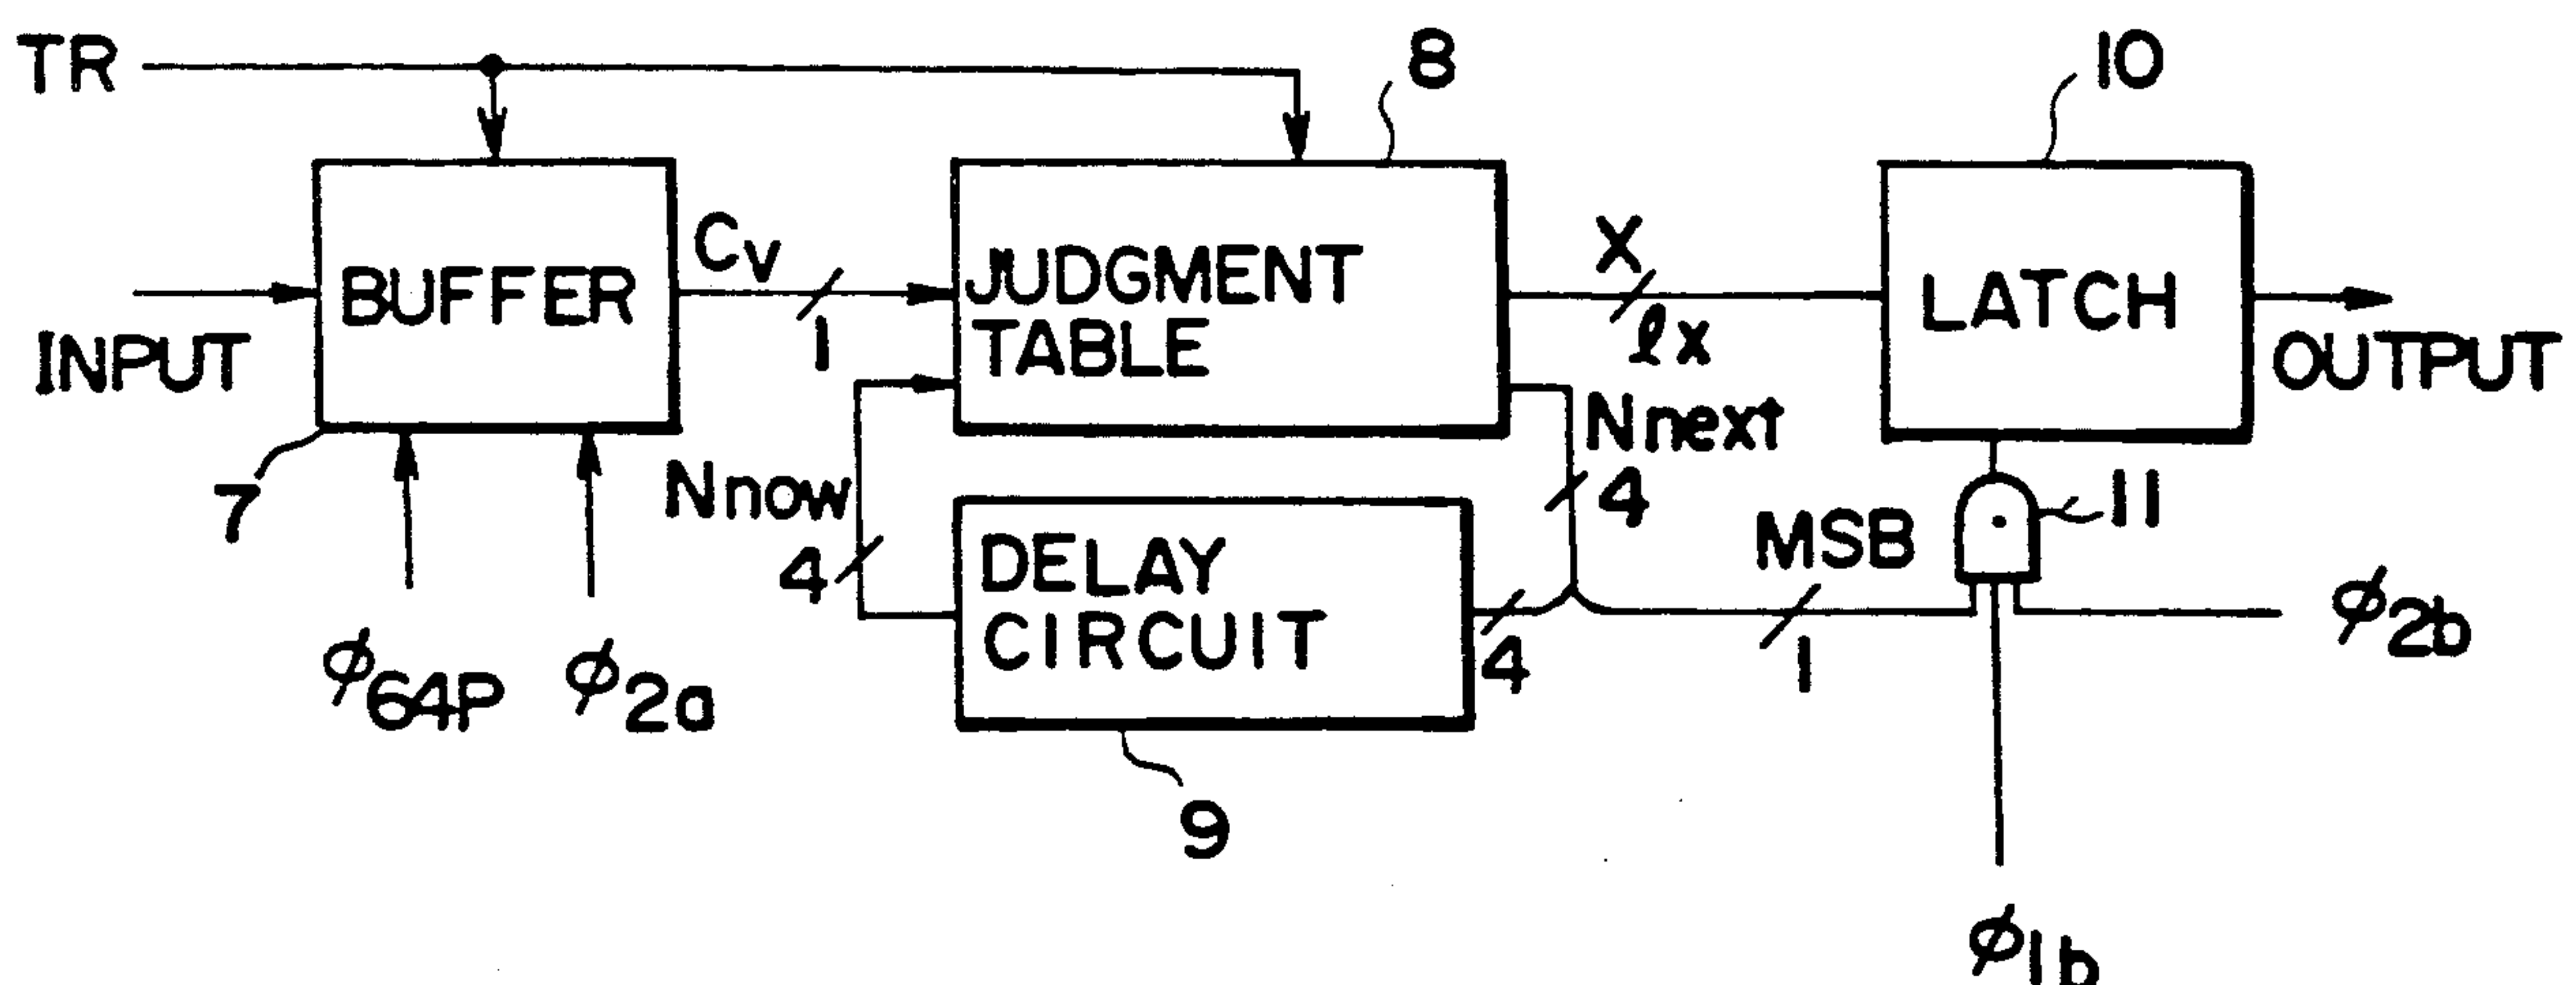 TR
8
10
BUFFER
Cv
1
JUDGMENT
TABLE
X
lx
LATCH
INPUT
OUTPUT
7
Nnow
4
Nnext
4
DELAY
CIRCUIT
4
MSB
1
11
ϕ2b
ϕ64P
ϕ2a
9
ϕ1b